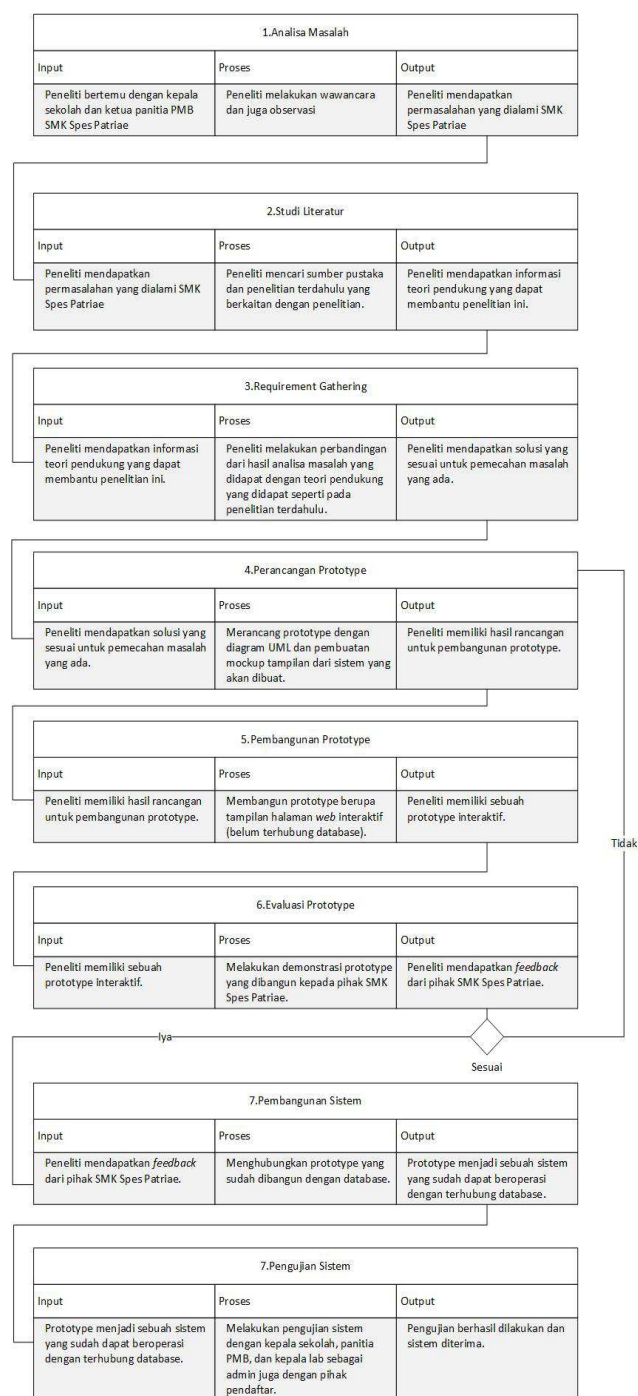 1.Analisa Masalah
Input
Proses
Output
Peneliti bertemu dengan kepala
sekolah dan ketua panitia PMB
SMK Spes Patriae
Peneliti melakukan wawancara
dan juga observasi
Peneliti mendapatkan
permasalahan yang dialami SMK
Spes Patriae
2.Studi Literatur
Input
Proses
Output
Peneliti mendapatkan
permasalahan yang dialami SMK
Spes Patriae
Peneliti mencari sumber pustaka
dan penelitian terdahulu yang
berkaitan dengan penelitian.
Peneliti mendapatkan informasi
teori pendukung yang dapat
membantu penelitian ini.
3.Requirement Gathering
Input
Proses
Output
Peneliti mendapatkan informasi
teori pendukung yang dapat
membantu penelitian ini.
Peneliti melakukan perbandingan
dari hasil analisa masalah yang
didapat dengan teori pendukung
yang didapat seperti pada
penelitian terdahulu.
Peneliti mendapatkan solusi yang
sesuai untuk pemecahan masalah
yang ada.
4.Perancangan Prototype
Input
Proses
Output
Peneliti mendapatkan solusi yang
sesuai untuk pemecahan masalah
yang ada.
Merancang prototype dengan
diagram UML dan pembuatan
mockup tampilan dari sistem yang
akan dibuat.
Peneliti memiliki hasil rancangan
untuk pembangunan prototype.
5.Pembangunan Prototype
Input
Proses
Output
Peneliti memiliki hasil rancangan
untuk pembangunan prototype.
Membangun prototype berupa
tampilan halaman web interaktif
(belum terhubung database).
Peneliti memiliki sebuah
prototype interaktif.
Tidak
6.Evaluasi Prototype
Input
Proses
Output
Peneliti memiliki sebuah
prototype interaktif.
Melakukan demonstrasi prototype
yang dibangun kepada pihak SMK
Spes Patriae.
Peneliti mendapatkan feedback
dari pihak SMK Spes Patriae.
Iya
Sesuai
7.Pembangunan Sistem
Input
Proses
Output
Peneliti mendapatkan feedback
dari pihak SMK Spes Patriae.
Menghubungkan prototype yang
sudah dibangun dengan database.
Prototype menjadi sebuah sistem
yang sudah dapat beroperasi
dengan terhubung database.
7.Pengujian Sistem
Input
Proses
Output
Prototype menjadi sebuah sistem
yang sudah dapat beroperasi
dengan terhubung database.
Melakukan pengujian sistem
dengan kepala sekolah, panitia
PMB, dan kepala lab sebagai
admin juga dengan pihak
pendaftar.
Pengujian berhasil dilakukan dan
sistem diterima.